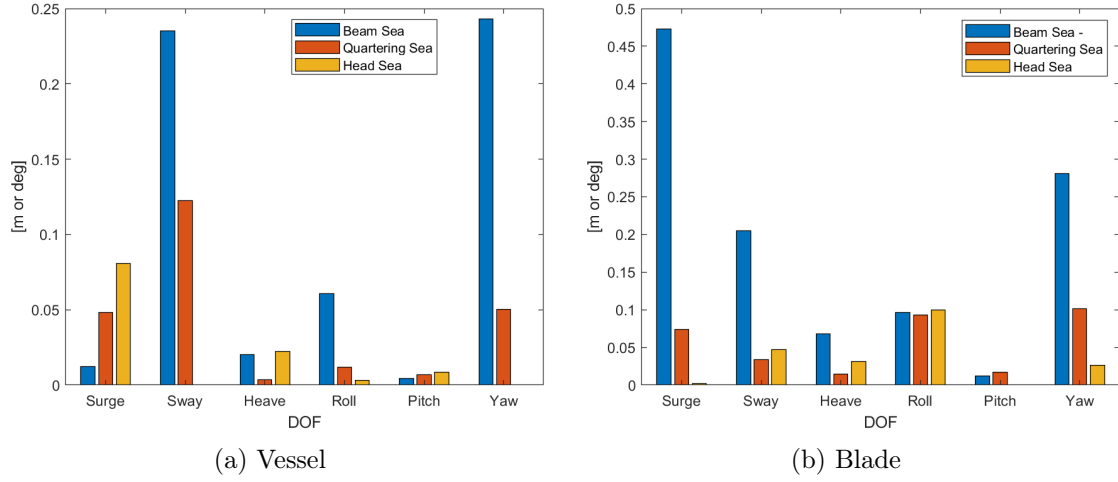 0.25
0.2
0.15
0.1
0.05
0
[m or deg]
Beam Sea
Quartering Sea
Head Sea
Surge Sway Heave Roll Pitch Yaw
DOF
(a) Vessel
0.5
0.45
0.4
0.35
0.3
0.25
0.2
0.15
0.1
0.05
0
[m or deg]
Beam Sea -
Quartering Sea
Head Sea
Surge Sway Heave Roll Pitch Yaw
DOF
(b) Blade